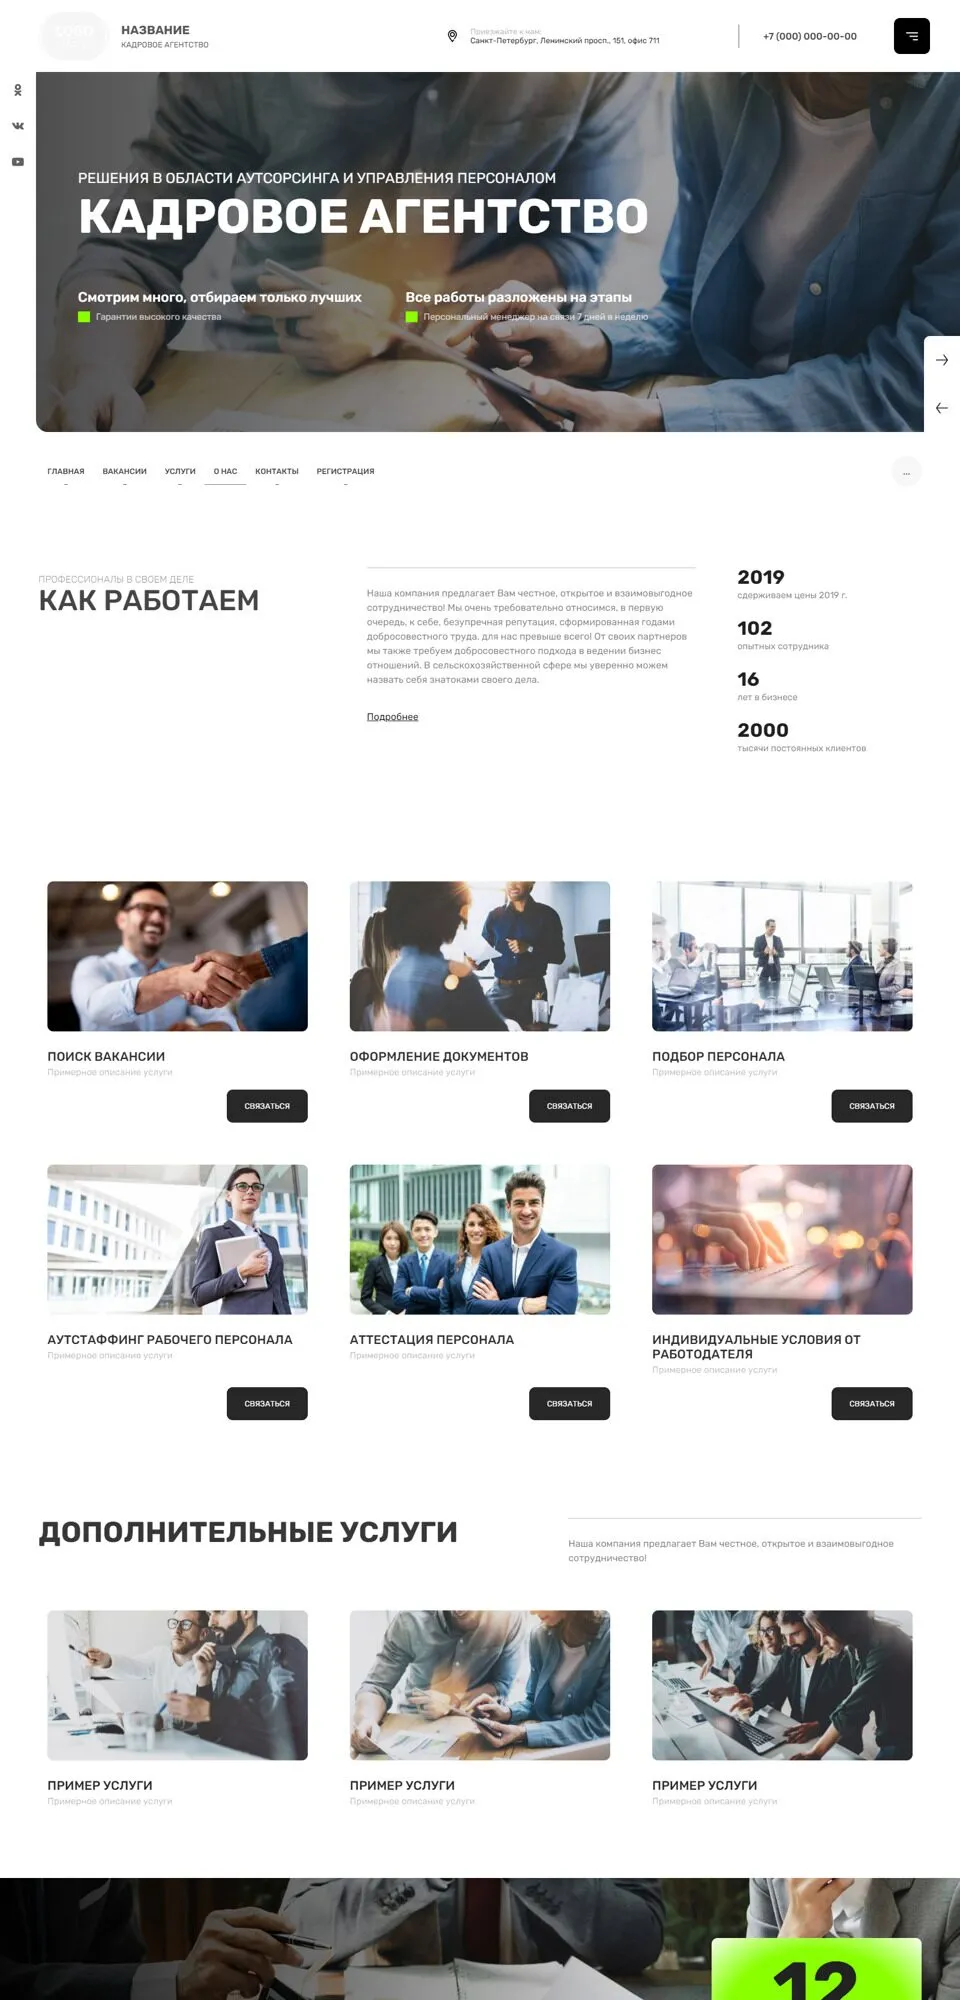 НАЗВАНИЕ
КАДРОВОЕ АГЕНТСТВО
Приезжайте к нам:
Санкт-Петербург, Ленинский просп., 151, офис 711
+7 (000) 000-00-00
РЕШЕНИЯ В ОБЛАСТИ АУТСОРСИНГА И УПРАВЛЕНИЯ ПЕРСОНАЛОМ
КАДРОВОЕ АГЕНТСТВО
Смотрим много, отбираем только лучших
Гарантии высокого качества
Все работы разложены на этапы
Персональный менеджер на связи 7 дней в неделю
ГЛАВНАЯ ВАКАНСИИ УСЛУГИ О НАС КОНТАКТЫ РЕГИСТРАЦИЯ ...
ПРОФЕССИОНАЛЫ В СВОЕМ ДЕЛЕ
КАК РАБОТАЕМ
Наша компания предлагает Вам честное, открытое и взаимовыгодное
сотрудничество! Мы очень требовательно относимся, в первую
очередь, к себе, безупречная репутация, сформированная годами
добросовестного труда, для нас превыше всего! От своих партнеров
мы также требуем добросовестного подхода в ведении бизнес
отношений. В сельскохозяйственной сфере мы уверенно можем
назвать себя знатоками своего дела.
Подробнее
2019
сдерживаем цены 2019 г.
102
опытных сотрудника
16
лет в бизнесе
2000
тысячи постоянных клиентов
ПОИСК ВАКАНСИИ
Примерное описание услуги
СВЯЗАТЬСЯ
ОФОРМЛЕНИЕ ДОКУМЕНТОВ
Примерное описание услуги
СВЯЗАТЬСЯ
ПОДБОР ПЕРСОНАЛА
Примерное описание услуги
СВЯЗАТЬСЯ
АУТСТАФФИНГ РАБОЧЕГО ПЕРСОНАЛА
Примерное описание услуги
СВЯЗАТЬСЯ
АТТЕСТАЦИЯ ПЕРСОНАЛА
Примерное описание услуги
СВЯЗАТЬСЯ
ИНДИВИДУАЛЬНЫЕ УСЛОВИЯ ОТ
РАБОТОДАТЕЛЯ
Примерное описание услуги
СВЯЗАТЬСЯ
ДОПОЛНИТЕЛЬНЫЕ УСЛУГИ
Наша компания предлагает Вам честное, открытое и взаимовыгодное
сотрудничество!
ПРИМЕР УСЛУГИ
Примерное описание услуги
ПРИМЕР УСЛУГИ
Примерное описание услуги
ПРИМЕР УСЛУГИ
Примерное описание услуги
12